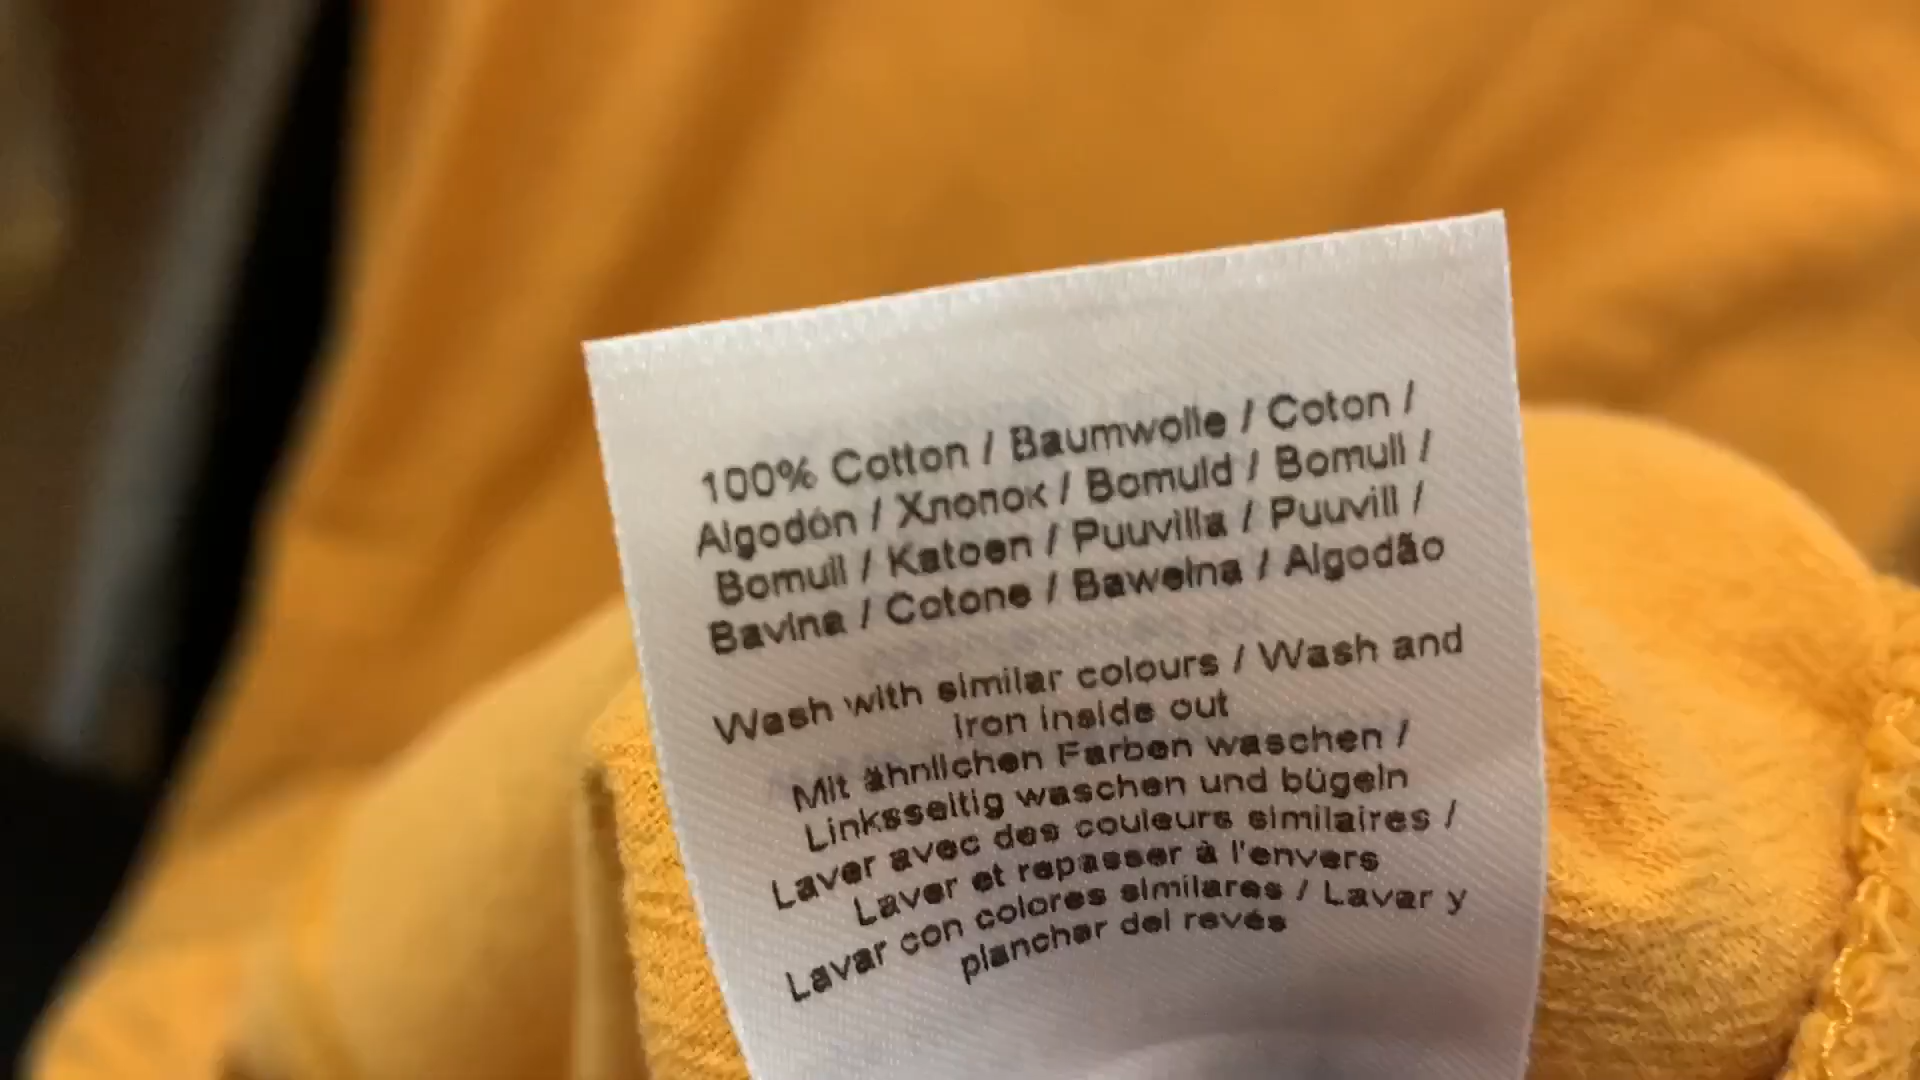 100% Cotton / Baumwolle / Coton /
Algodón / Хлопок / Bomuld / Bomull /
Bomull / Katoen / Puuvilla / Puuvill /
Bavlna / Cotone / Bawełna / Algodão
Wash with similar colours / Wash and
iron inside out
Mit ähnlichen Farben waschen /
Linksseitig waschen und bügeln
Laver avec des couleurs similaires /
Laver et repasser à l'envers
Lavar con colores similares / Lavar y
planchar del revés